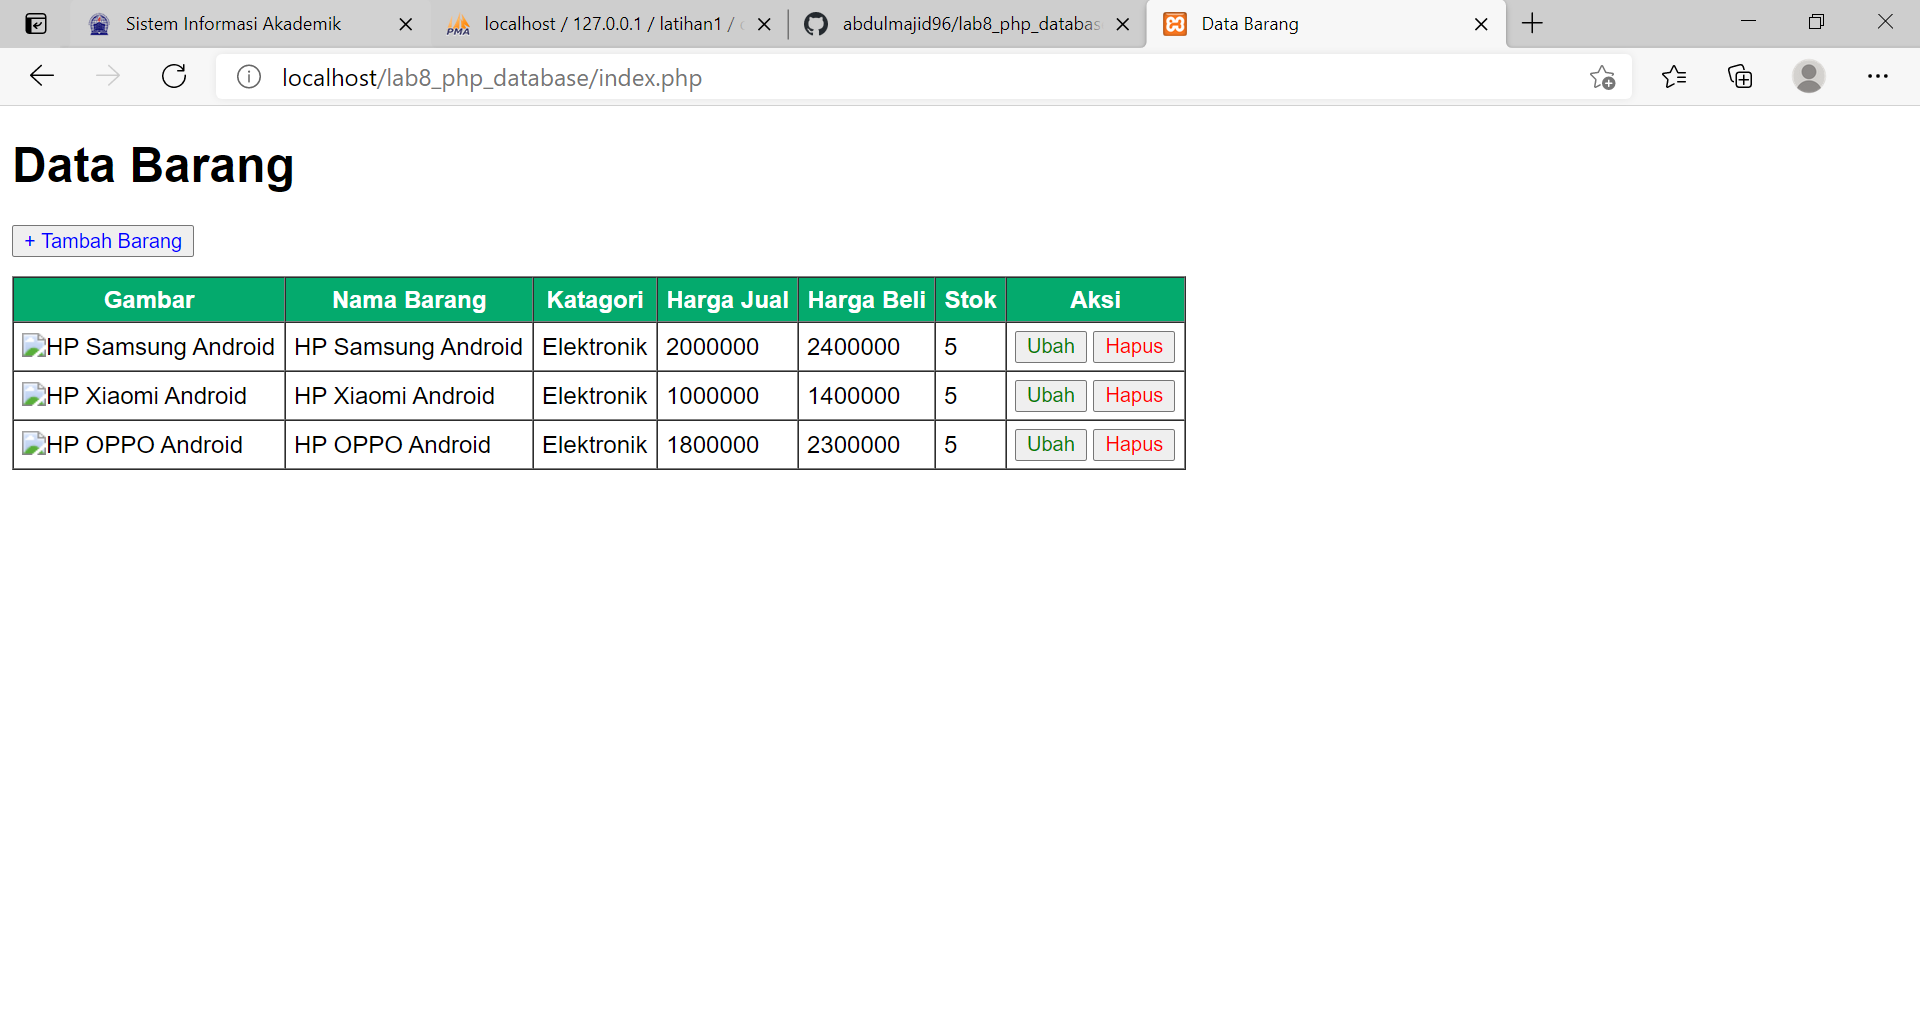 Sistem Informasi Akademik
localhost / 127.0.0.1 / latihan1 /
abdulmajid96/lab8_php_databas
Data Barang
localhost/lab8_php_database/index.php
Data Barang
+ Tambah Barang
Gambar Nama Barang Katagori Harga Jual Harga Beli Stok Aksi
HP Samsung Android HP Samsung Android Elektronik 2000000 2400000 5 Ubah Hapus
HP Xiaomi Android HP Xiaomi Android Elektronik 1000000 1400000 5 Ubah Hapus
HP OPPO Android HP OPPO Android Elektronik 1800000 2300000 5 Ubah Hapus